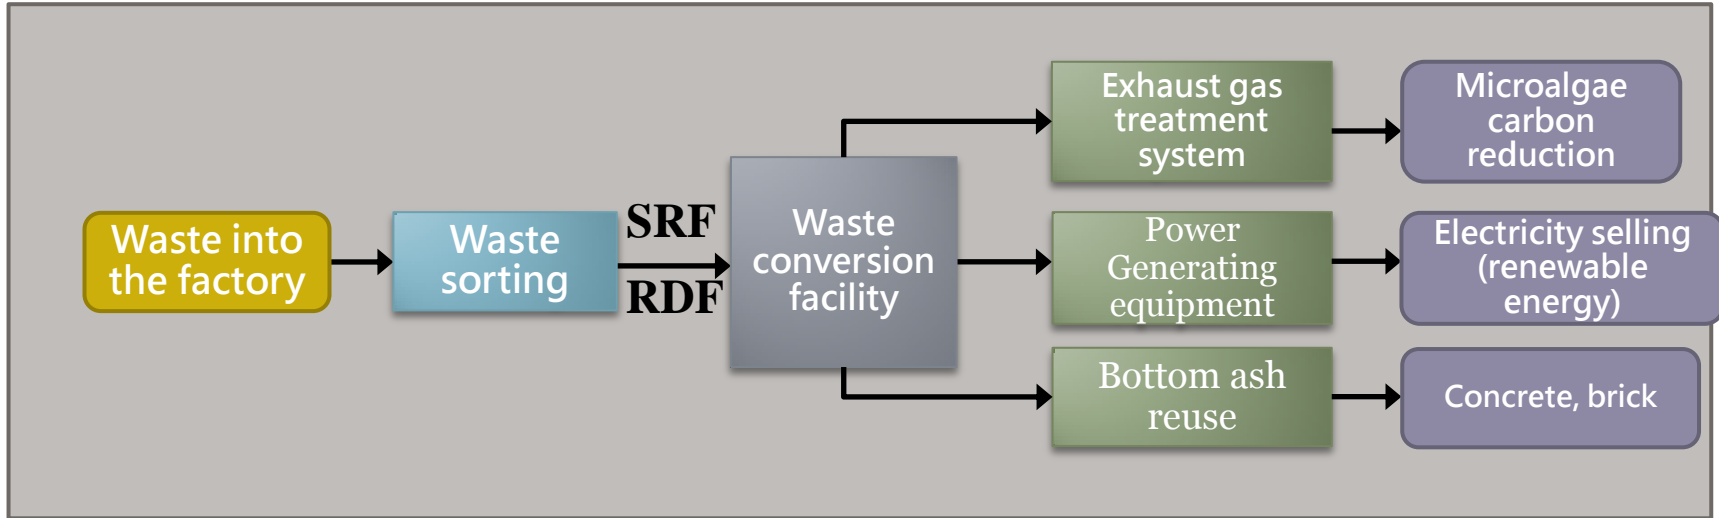 Waste into
the factory
Waste
sorting
SRF
RDF
Waste
conversion
facility
Exhaust gas
treatment
system
Microalgae
carbon
reduction
Power
Generating
equipment
Electricity selling
(renewable
energy)
Bottom ash
reuse
Concrete, brick